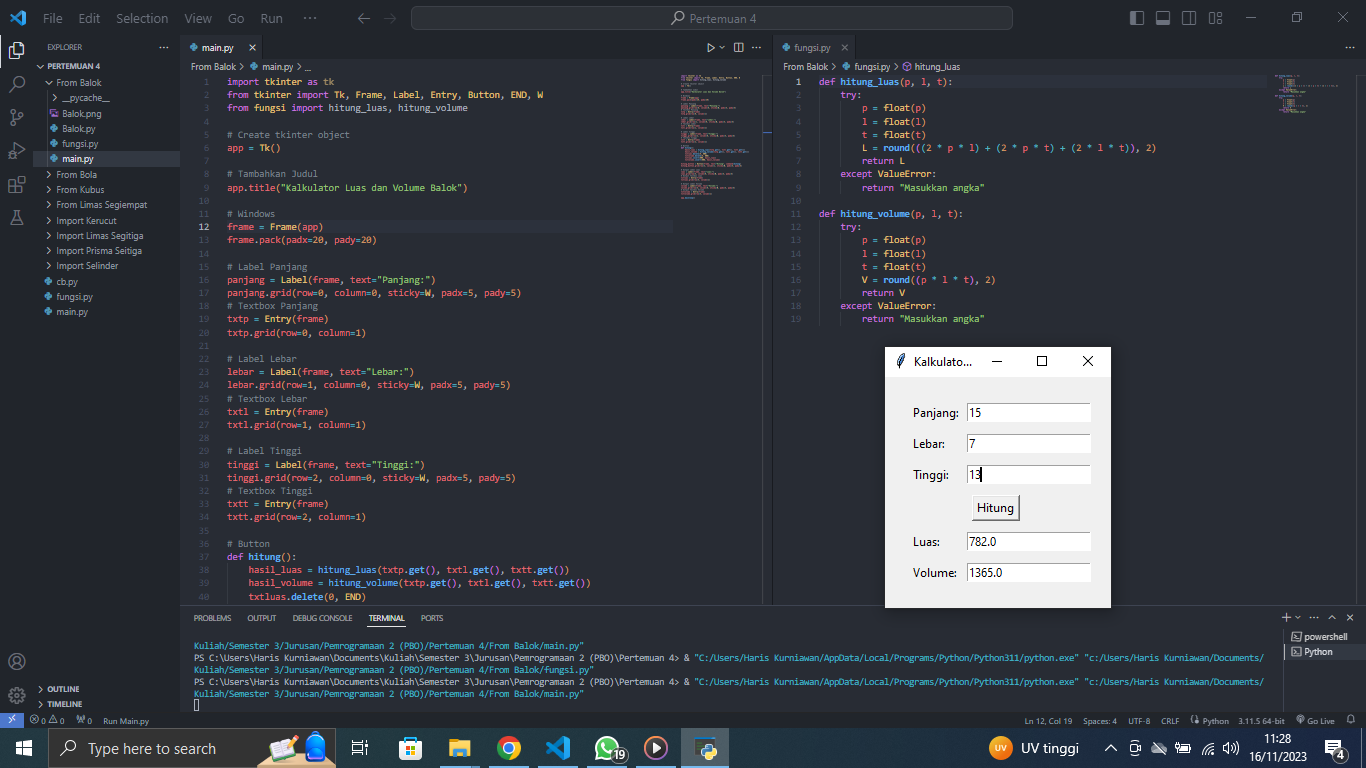 File Edit Selection View Go Run ··· Pertemuan 4
EXPLORER ···
PERTEMUAN 4
From Balok
__pycache__
Balok.png
Balok.py
fungsi.py
main.py
From Bola
From Kubus
From Limas Segiempat
Import Kerucut
Import Limas Segitiga
Import Prisma Seitiga
Import Selinder
cb.py
fungsi.py
main.py
OUTLINE
TIMELINE
main.py
From Balok > main.py > ...
1 import tkinter as tk
2 from tkinter import Tk, Frame, Label, Entry, Button, END, W
3 from fungsi import hitung_luas, hitung_volume
4
5 # Create tkinter object
6 app = Tk()
7
8 # Tambahkan Judul
9 app.title("Kalkulator Luas dan Volume Balok")
10
11 # Windows
12 frame = Frame(app)
13 frame.pack(padx=20, pady=20)
14
15 # Label Panjang
16 panjang = Label(frame, text="Panjang:")
17 panjang.grid(row=0, column=0, sticky=W, padx=5, pady=5)
18 # Textbox Panjang
19 txtp = Entry(frame)
20 txtp.grid(row=0, column=1)
21
22 # Label Lebar
23 lebar = Label(frame, text="Lebar:")
24 lebar.grid(row=1, column=0, sticky=W, padx=5, pady=5)
25 # Textbox Lebar
26 txtl = Entry(frame)
27 txtl.grid(row=1, column=1)
28
29 # Label Tinggi
30 tinggi = Label(frame, text="Tinggi:")
31 tinggi.grid(row=2, column=0, sticky=W, padx=5, pady=5)
32 # Textbox Tinggi
33 txtt = Entry(frame)
34 txtt.grid(row=2, column=1)
35
36 # Button
37 def hitung():
38 hasil_luas = hitung_luas(txtp.get(), txtl.get(), txtt.get())
39 hasil_volume = hitung_volume(txtp.get(), txtl.get(), txtt.get())
40 txtluas.delete(0, END)
fungsi.py
From Balok > fungsi.py > hitung_luas
1 def hitung_luas(p, l, t):
2 try:
3 p = float(p)
4 l = float(l)
5 t = float(t)
6 L = round(((2 * p * l) + (2 * p * t) + (2 * l * t)), 2)
7 return L
8 except ValueError:
9 return "Masukkan angka"
10
11 def hitung_volume(p, l, t):
12 try:
13 p = float(p)
14 l = float(l)
15 t = float(t)
16 V = round((p * l * t), 2)
17 return V
18 except ValueError:
19 return "Masukkan angka"
Kalkulato...
Panjang: 15
Lebar: 7
Tinggi: 13
Hitung
Luas: 782.0
Volume: 1365.0
PROBLEMS OUTPUT DEBUG CONSOLE TERMINAL PORTS
Kuliah/Semester 3/Jurusan/Pemrograman 2 (PBO)/Pertemuan 4/From Balok/main.py"
PS C:\Users\Haris Kurniawan\Documents\Kuliah\Semester 3\Jurusan\Pemrogramaan 2 (PBO)\Pertemuan 4> & "C:/Users/Haris Kurniawan/AppData/Local/Programs/Python/Python311/python.exe" "c:/Users/Haris Kurniawan/Documents/
Kuliah/Semester 3/Jurusan/Pemrogramaan 2 (PBO)/Pertemuan 4/From Balok/fungsi.py"
PS C:\Users\Haris Kurniawan\Documents\Kuliah\Semester 3\Jurusan\Pemrogramaan 2 (PBO)\Pertemuan 4> & "C:/Users/Haris Kurniawan/AppData/Local/Programs/Python/Python311/python.exe" "c:/Users/Haris Kurniawan/Documents/
Kuliah/Semester 3/Jurusan/Pemrogramaan 2 (PBO)/Pertemuan 4/From Balok/main.py"
powershell
Python
0 0 0 Run Main.py Ln 12, Col 19 Spaces: 4 UTF-8 CRLF Python 3.11.5 64-bit Go Live
Type here to search
19
UV UV tinggi
11:28
16/11/2023
4